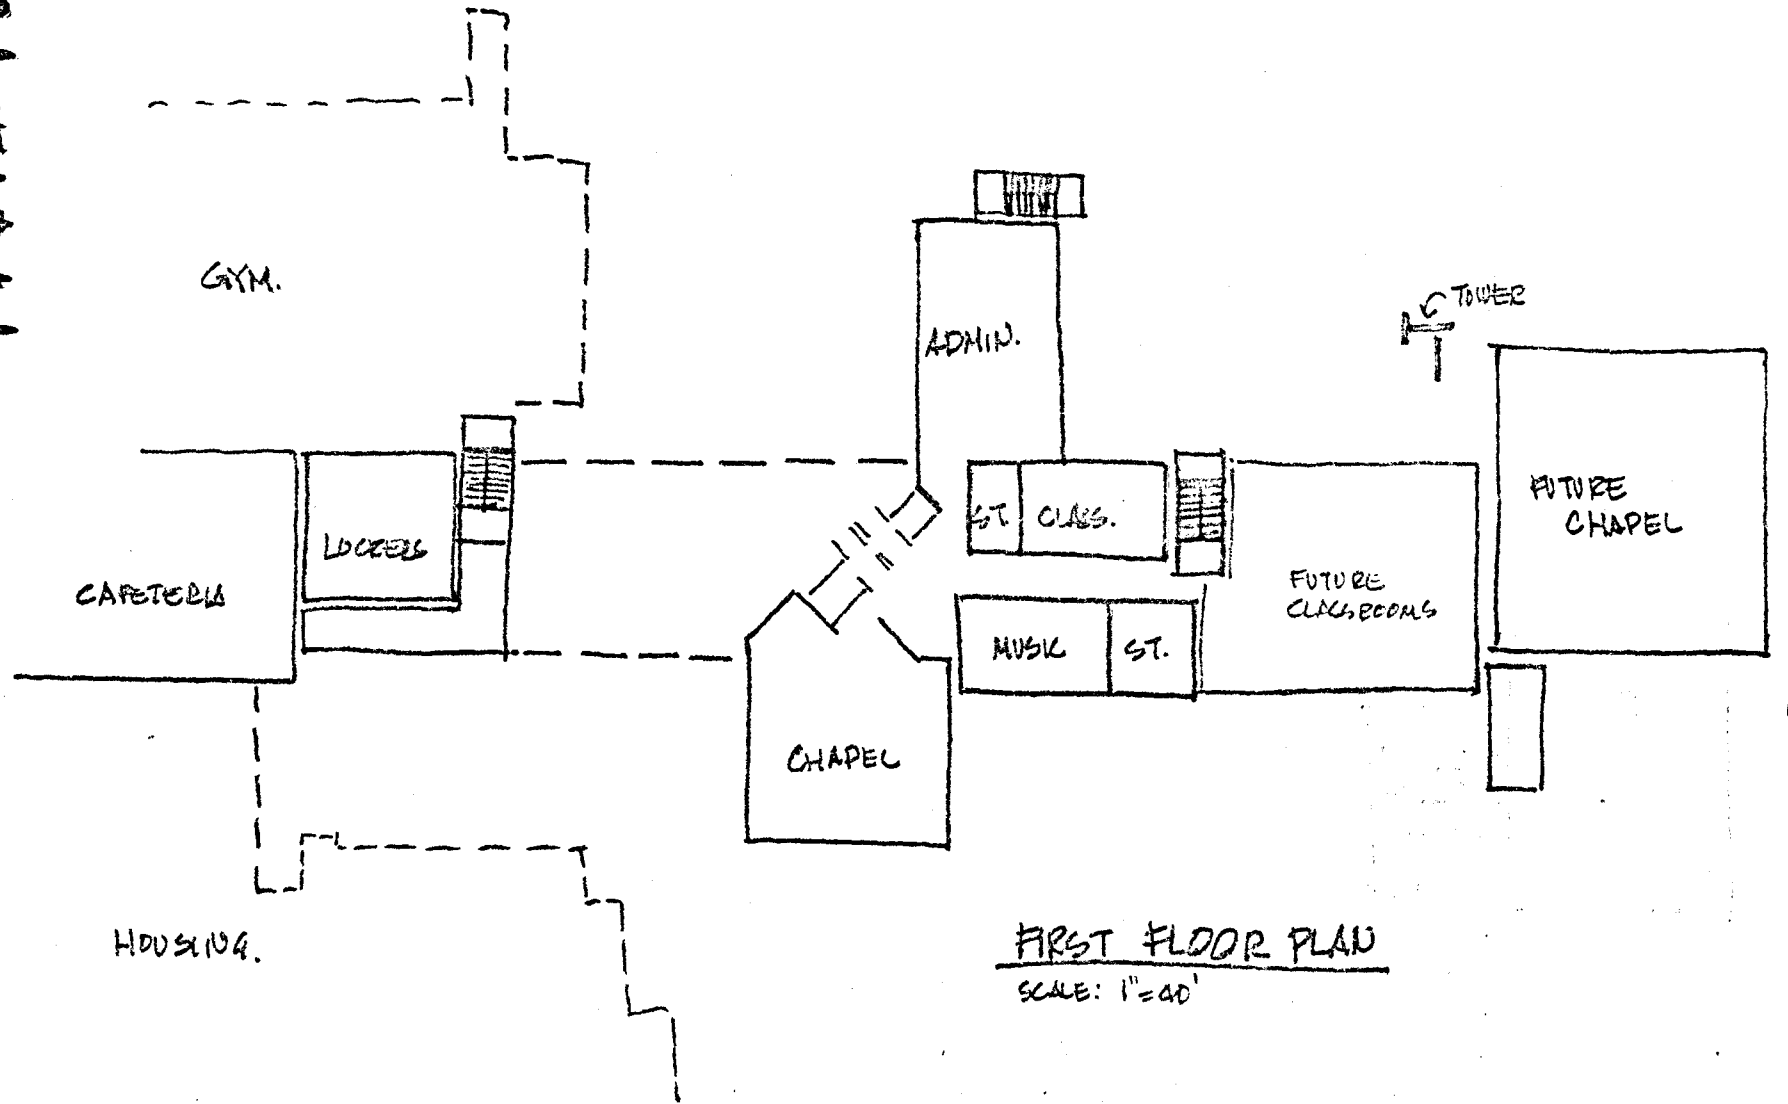 GYM.
TOWER
ADMIN.
FUTURE
CHAPEL
ST.
CLASS.
LOCKERS
CAFETERIA
FUTURE
CLASSROOMS
MUSIC
ST.
CHAPEL
HOUSING.
FIRST FLOOR PLAN
SCALE: 1"=40'